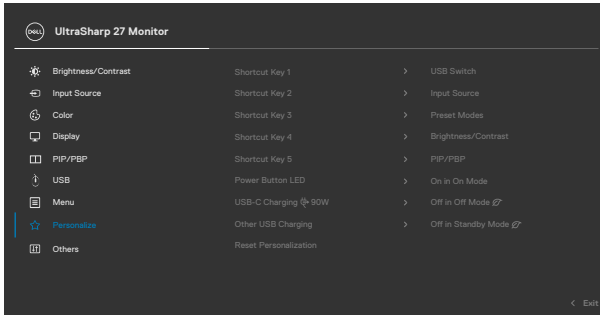 DELL UltraSharp 27 Monitor
Brightness/Contrast Shortcut Key 1 > USB Switch
Input Source Shortcut Key 2 > Input Source
Color Shortcut Key 3 > Preset Modes
Display Shortcut Key 4 > Brightness/Contrast
PIP/PBP Shortcut Key 5 > PIP/PBP
USB Power Button LED > On in On Mode
Menu USB-C Charging 90W > Off in Off Mode
Personalize Other USB Charging > Off in Standby Mode
Others Reset Personalization
< Exit